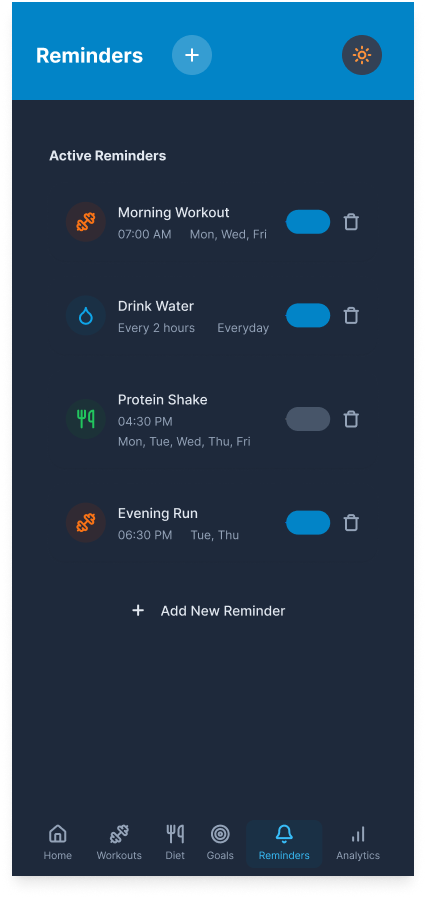 Reminders
Active Reminders
Morning Workout
07:00 AM Mon, Wed, Fri
Drink Water
Every 2 hours Everyday
Protein Shake
04:30 PM
Mon, Tue, Wed, Thu, Fri
Evening Run
06:30 PM Tue, Thu
Add New Reminder
Home Workouts Diet Goals Reminders Analytics